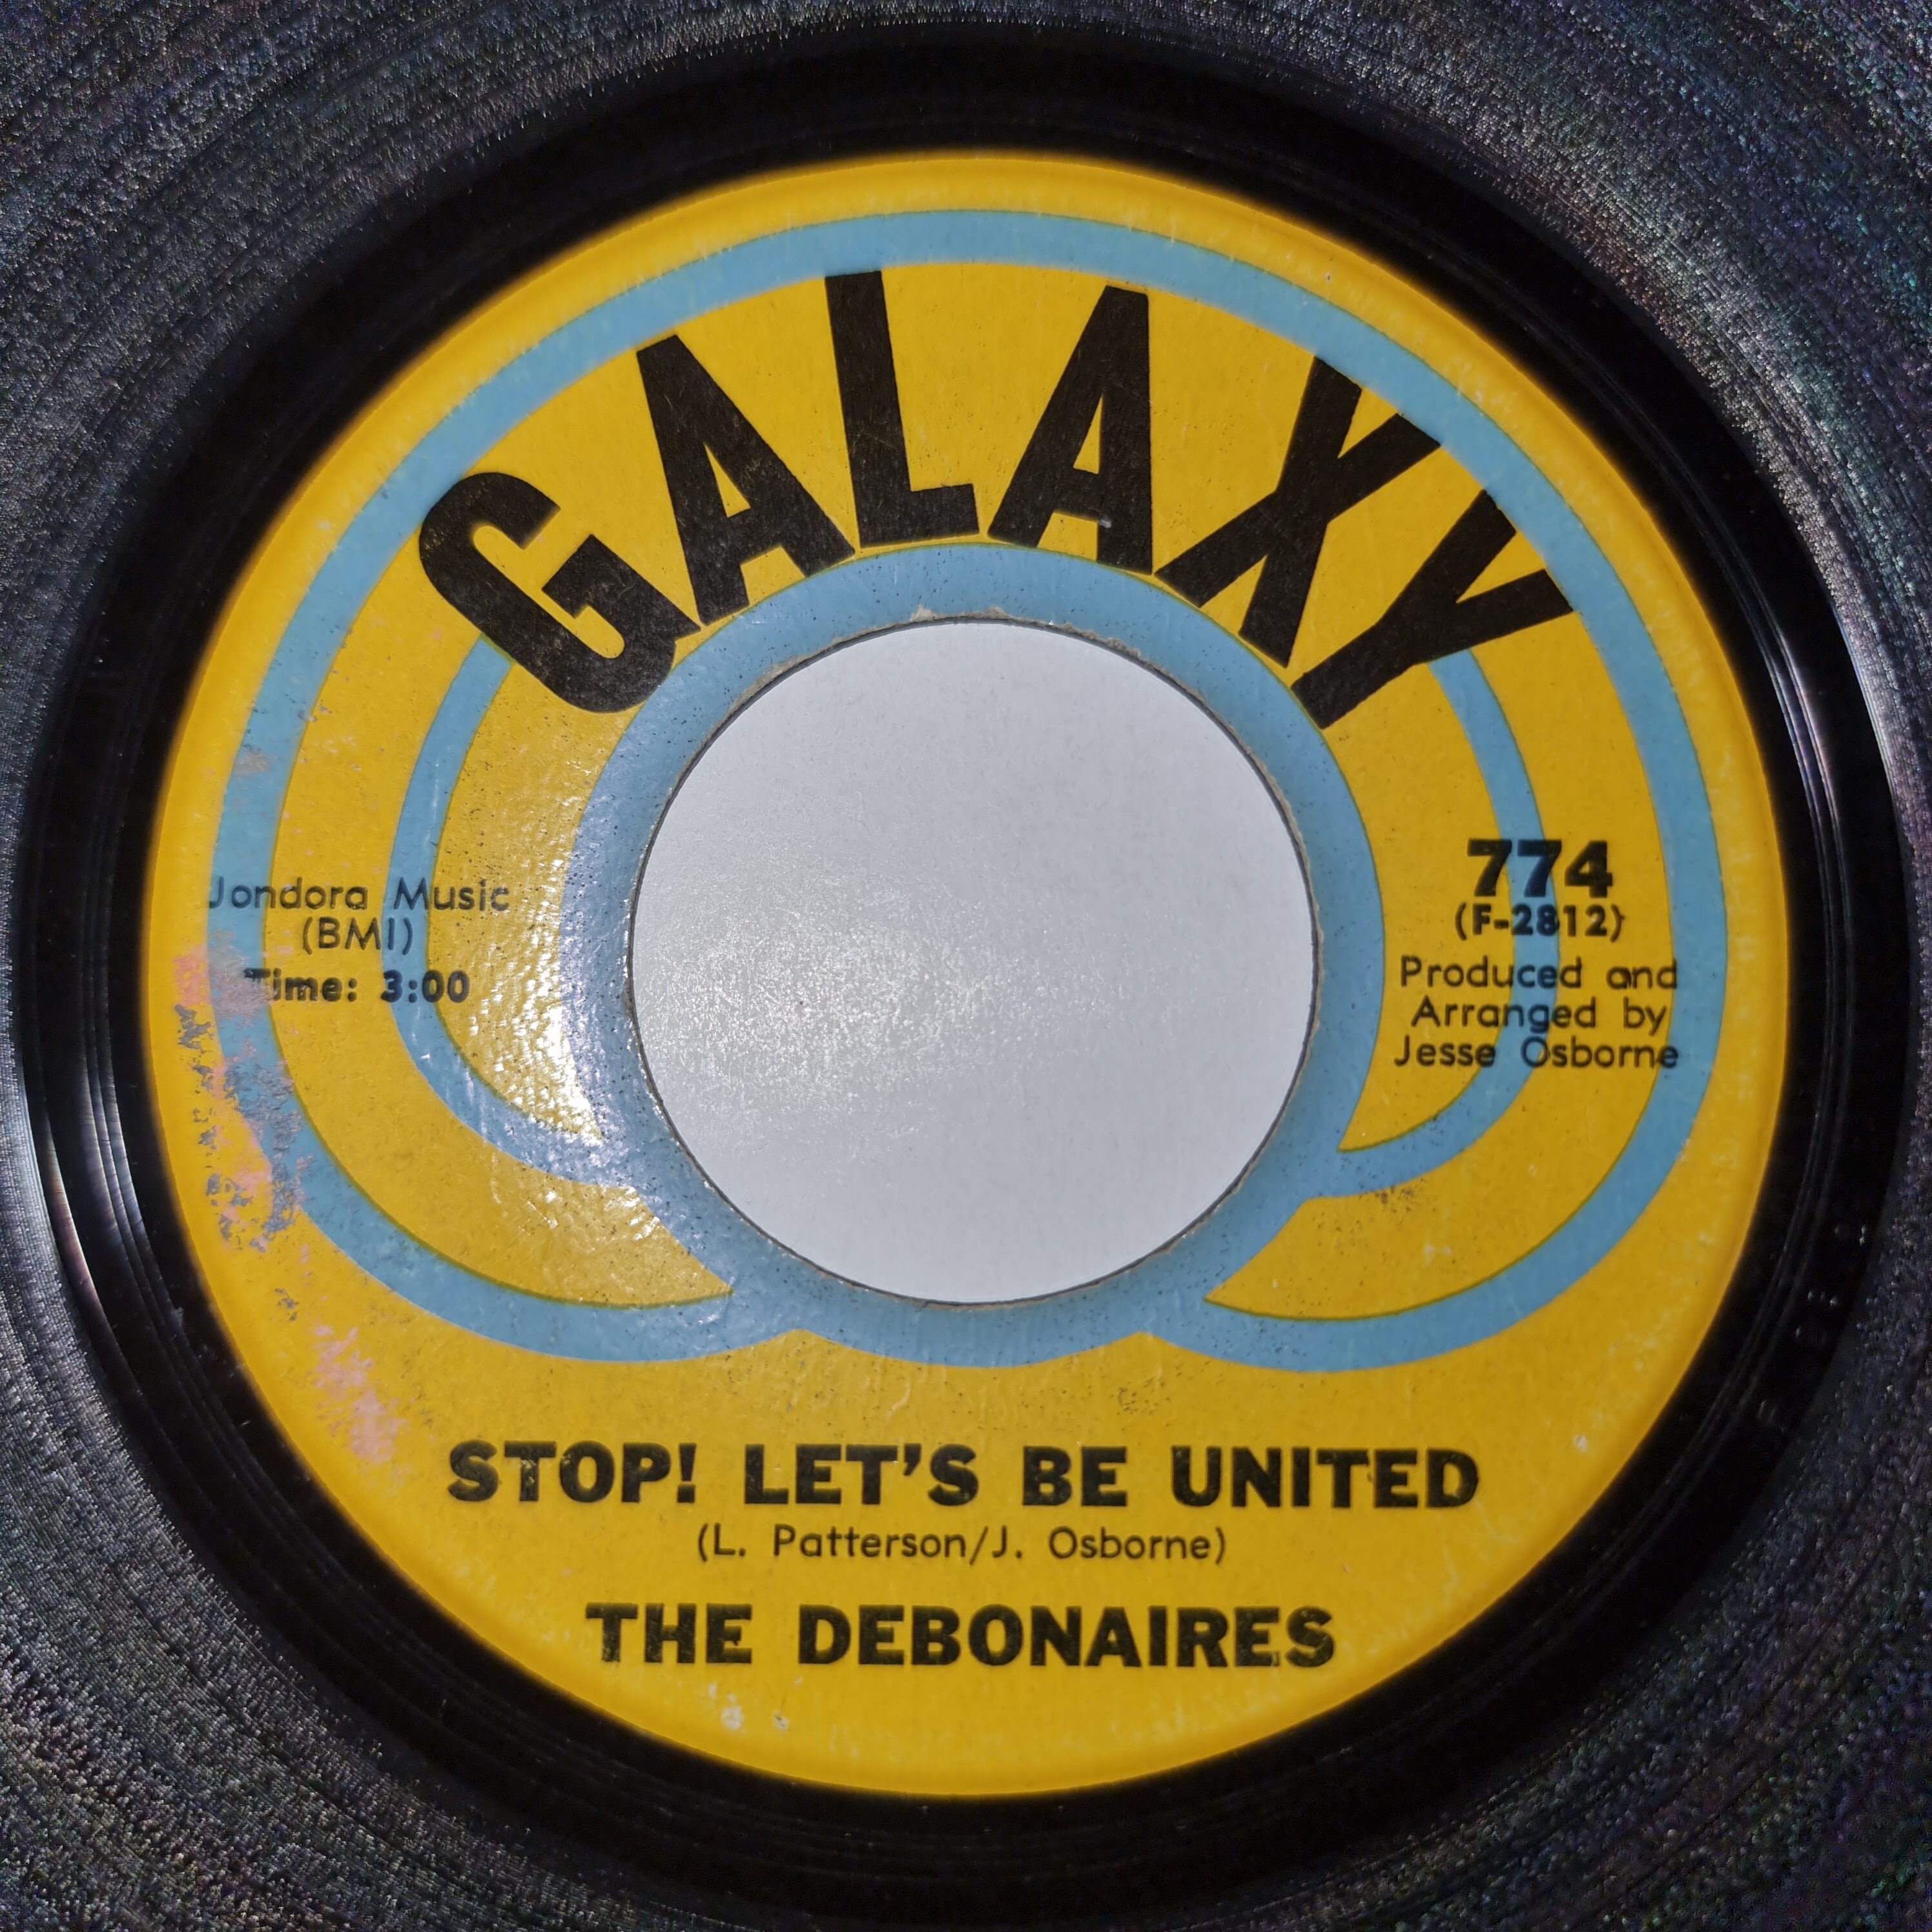 GALAXY
Jondora Music
(BMI)
Time: 3:00
774
(F-2812)
Produced and
Arranged by
Jesse Osborne
STOP! LET'S BE UNITED
(L. Patterson/J. Osborne)
THE DEBONAIRES